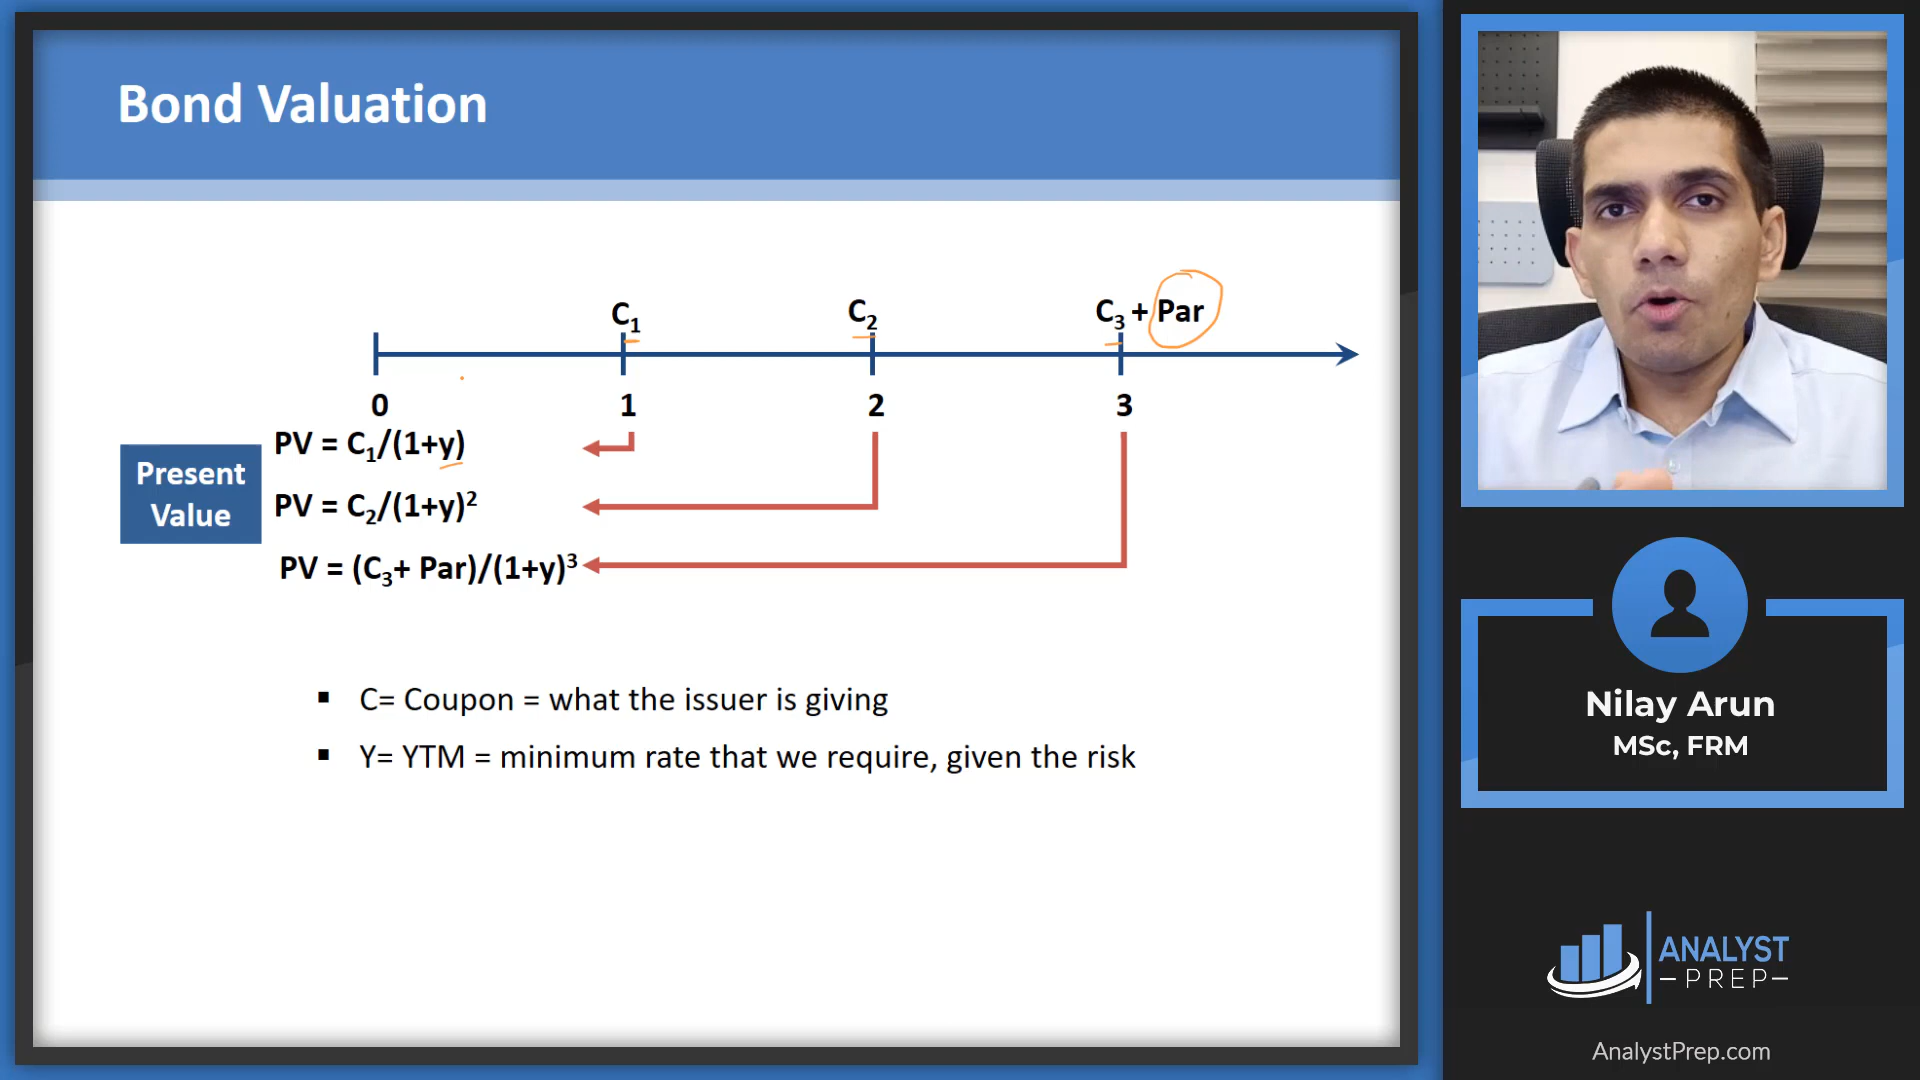 Bond Valuation
C₁
C₂
C₃ + Par
0
1
2
3
Present
Value
PV = C₁/(1+y)
PV = C₂/(1+y)²
PV = (C₃+ Par)/(1+y)³
▪ C= Coupon = what the issuer is giving
▪ Y= YTM = minimum rate that we require, given the risk
Nilay Arun
MSc, FRM
ANALYST
PREP
AnalystPrep.com